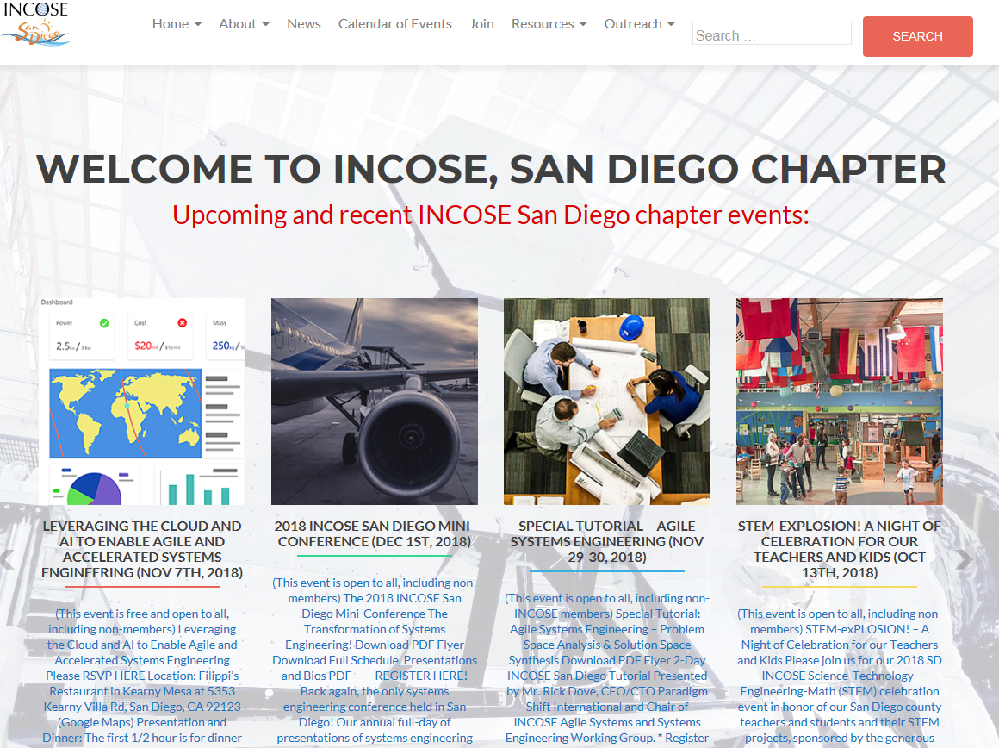 INCOSE
San Diego
Home
About
News
Calendar of Events
Join
Resources
Outreach
Search …
SEARCH
WELCOME TO INCOSE, SAN DIEGO CHAPTER
Upcoming and recent INCOSE San Diego chapter events:
Dashboard
Power
Cost
Mass
2.5
$20
250
LEVERAGING THE CLOUD AND
AI TO ENABLE AGILE AND
ACCELERATED SYSTEMS
ENGINEERING (NOV 7TH, 2018)
(This event is free and open to all,
including non-members) Leveraging
the Cloud and AI to Enable Agile and
Accelerated Systems Engineering
Please RSVP HERE Location: Filippi's
Restaurant in Kearny Mesa at 5353
Kearny Villa Rd, San Diego, CA 92123
(Google Maps) Presentation and
Dinner: The first 1/2 hour is for dinner
2018 INCOSE SAN DIEGO MINI-
CONFERENCE (DEC 1ST, 2018)
(This event is open to all, including non-
members) The 2018 INCOSE San
Diego Mini-Conference The
Transformation of Systems
Engineering! Download PDF Flyer
Download Full Schedule, Presentations
and Bios PDF REGISTER HERE!
Back again, the only systems
engineering conference held in San
Diego! Our annual full-day of
presentations of systems engineering
SPECIAL TUTORIAL – AGILE
SYSTEMS ENGINEERING (NOV
29-30, 2018)
(This event is open to all, including non-
INCOSE members) Special Tutorial:
Agile Systems Engineering – Problem
Space Analysis & Solution Space
Synthesis Download PDF Flyer 2-Day
INCOSE San Diego Tutorial Presented
by Mr. Rick Dove, CEO/CTO Paradigm
Shift International and Chair of
INCOSE Agile Systems and Systems
Engineering Working Group. * Register
STEM-EXPLOSION! A NIGHT OF
CELEBRATION FOR OUR
TEACHERS AND KIDS (OCT
13TH, 2018)
(This event is open to all, including non-
members) STEM-exPLOSION! – A
Night of Celebration for our Teachers
and Kids Please join us for our 2018 SD
INCOSE Science-Technology-
Engineering-Math (STEM) celebration
event in honor of our San Diego county
teachers and students and their STEM
projects, sponsored by the generous